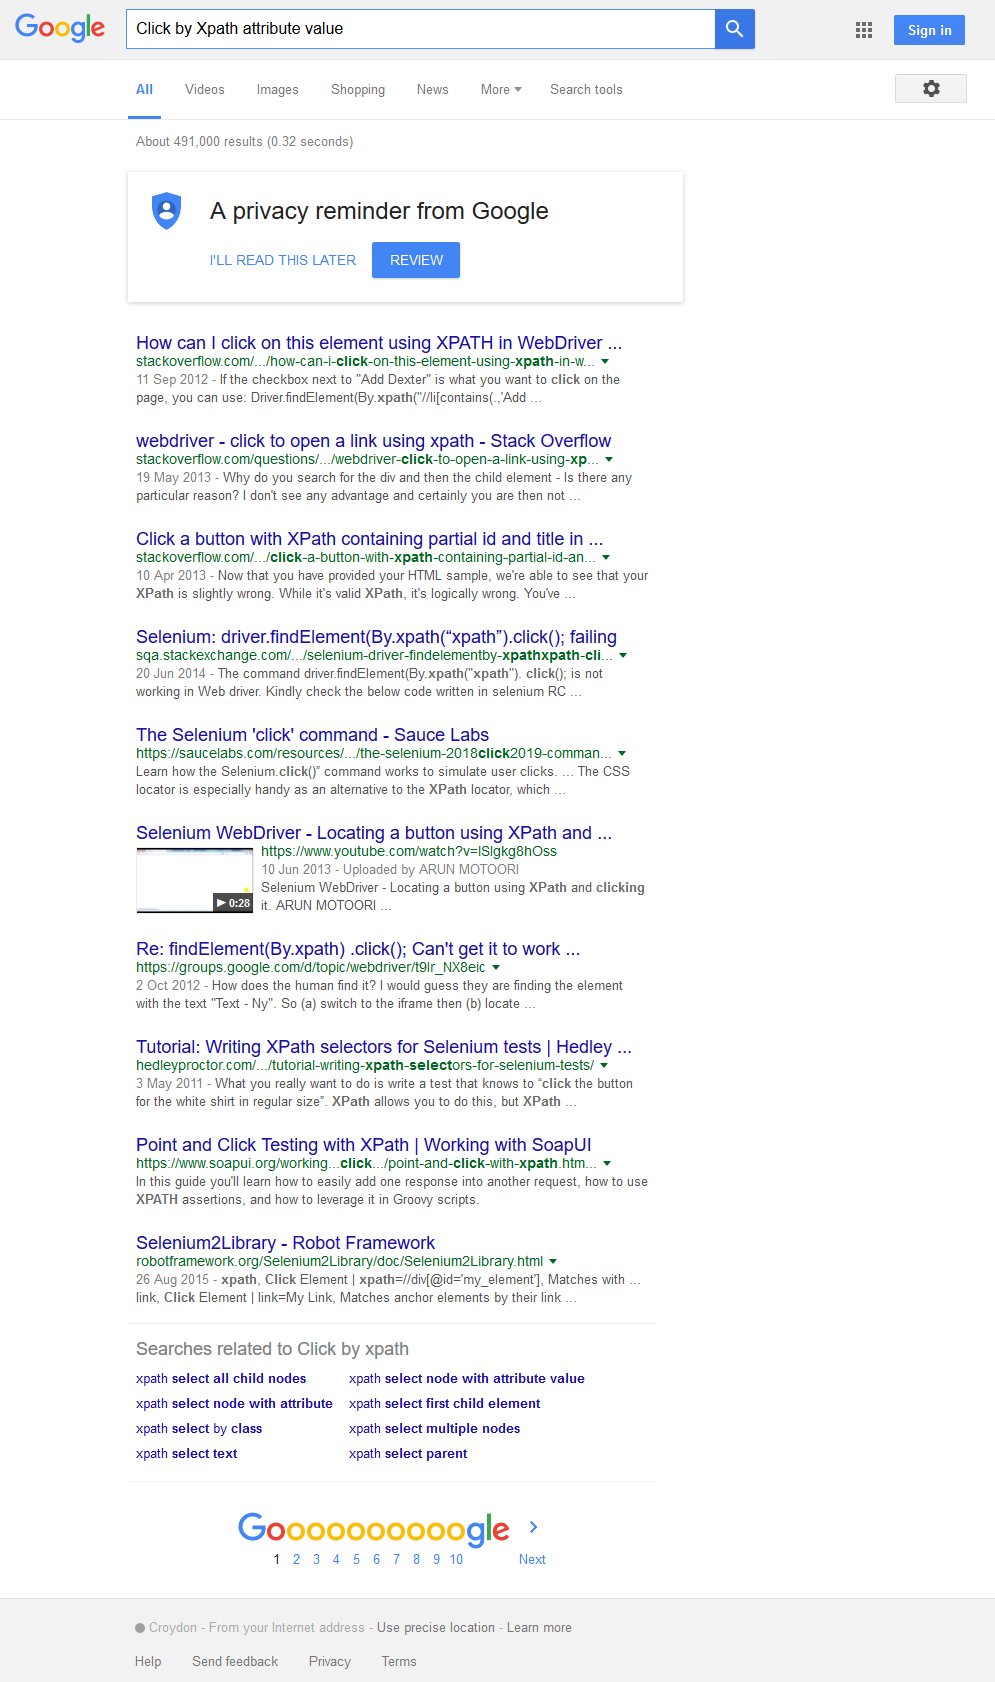 Google
Click by Xpath attribute value
Sign in
All Videos Images Shopping News More Search tools
About 491,000 results (0.32 seconds)
A privacy reminder from Google
I'LL READ THIS LATER REVIEW
How can I click on this element using XPATH in WebDriver ...
stackoverflow.com/.../how-can-i-click-on-this-element-using-xpath-in-w...
11 Sep 2012 - If the checkbox next to "Add Dexter" is what you want to click on the
page, you can use: Driver.findElement(By.xpath("//li[contains(.,'Add ...
webdriver - click to open a link using xpath - Stack Overflow
stackoverflow.com/questions/.../webdriver-click-to-open-a-link-using-xp...
19 May 2013 - Why do you search for the div and then the child element - Is there any
particular reason? I don't see any advantage and certainly you are then not ...
Click a button with XPath containing partial id and title in ...
stackoverflow.com/.../click-a-button-with-xpath-containing-partial-id-an...
10 Apr 2013 - Now that you have provided your HTML sample, we're able to see that your
XPath is slightly wrong. While it's valid XPath, it's logically wrong. You've ...
Selenium: driver.findElement(By.xpath(“xpath”).click(); failing
sqa.stackexchange.com/.../selenium-driver-findelementby-xpathxpath-cli...
20 Jun 2014 - The command driver.findElement(By.xpath("xpath"). click(); is not
working in Web driver. Kindly check the below code written in selenium RC ...
The Selenium 'click' command - Sauce Labs
https://saucelabs.com/resources/.../the-selenium-2018click2019-comman...
Learn how the Selenium.click()” command works to simulate user clicks. ... The CSS
locator is especially handy as an alternative to the XPath locator, which ...
Selenium WebDriver - Locating a button using XPath and ...
https://www.youtube.com/watch?v=lSlgkg8hOss
10 Jun 2013 - Uploaded by ARUN MOTOORI
Selenium WebDriver - Locating a button using XPath and clicking
it. ARUN MOTOORI ...
0:28
Re: findElement(By.xpath) .click(); Can't get it to work ...
https://groups.google.com/d/topic/webdriver/t9lr_NX8eic
2 Oct 2012 - How does the human find it? I would guess they are finding the element
with the text "Text - Ny". So (a) switch to the iframe then (b) locate ...
Tutorial: Writing XPath selectors for Selenium tests | Hedley ...
hedleyproctor.com/.../tutorial-writing-xpath-selectors-for-selenium-tests/
3 May 2011 - What you really want to do is write a test that knows to “click the button
for the white shirt in regular size”. XPath allows you to do this, but XPath ...
Point and Click Testing with XPath | Working with SoapUI
https://www.soapui.org/working...click.../point-and-click-with-xpath.htm...
In this guide you'll learn how to easily add one response into another request, how to use
XPATH assertions, and how to leverage it in Groovy scripts.
Selenium2Library - Robot Framework
robotframework.org/Selenium2Library/doc/Selenium2Library.html
26 Aug 2015 - xpath, Click Element | xpath=//div[@id='my_element'], Matches with ...
link, Click Element | link=My Link, Matches anchor elements by their link ...
Searches related to Click by xpath
xpath select all child nodes xpath select node with attribute value
xpath select node with attribute xpath select first child element
xpath select by class xpath select multiple nodes
xpath select text xpath select parent
Goooooooooogle
1 2 3 4 5 6 7 8 9 10 Next
Croydon - From your Internet address - Use precise location - Learn more
Help Send feedback Privacy Terms